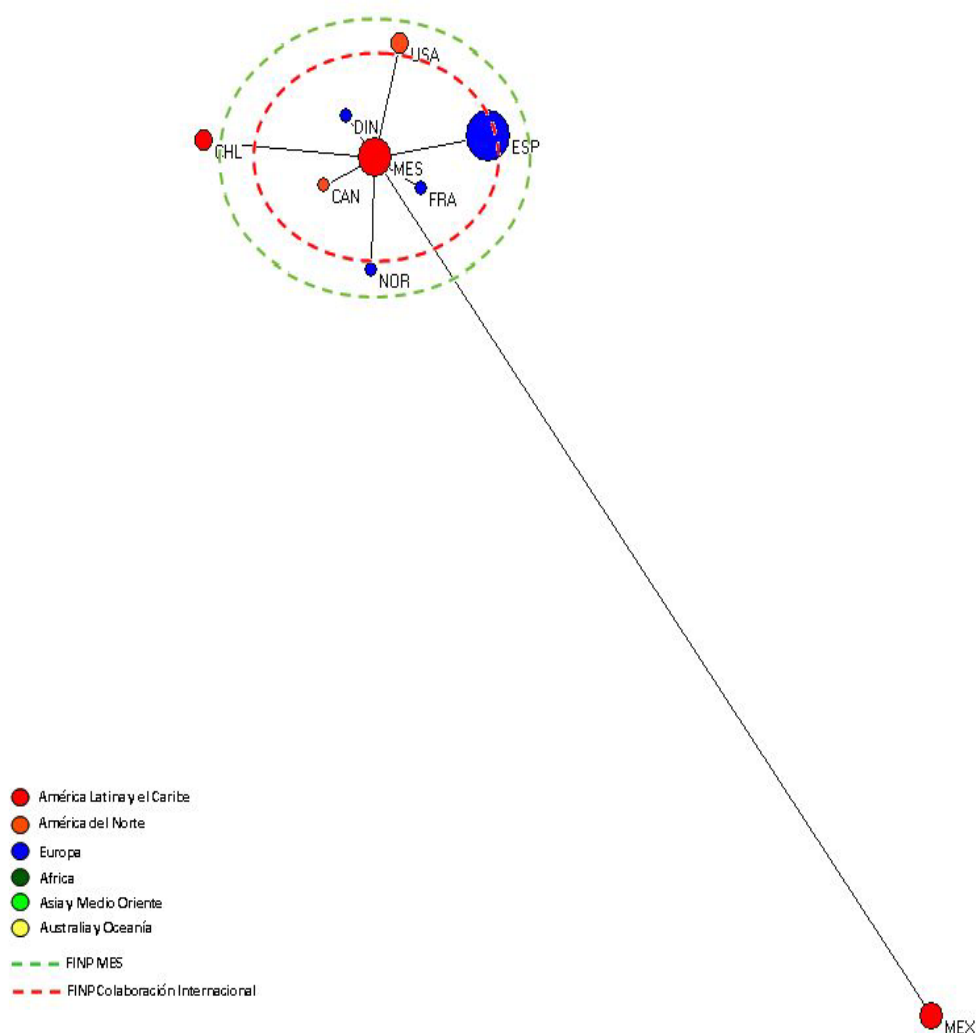 USA
DIN
ESP
CHL
MES
CAN
FRA
NOR
América Latina y el Caribe
América del Norte
Europa
Africa
Asia y Medio Oriente
Australia y Oceanía
FINP MES
FINP Colaboración Internacional
MEX